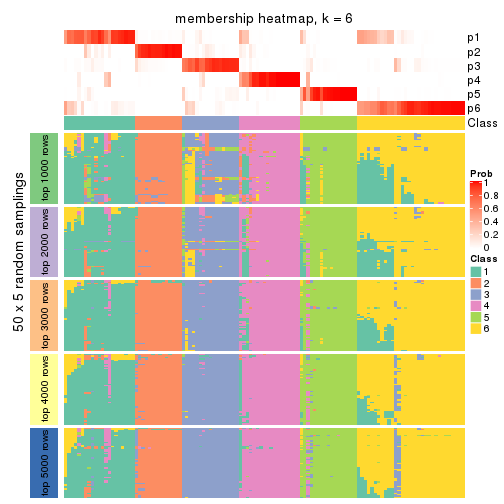 membership heatmap, k = 6
p1
p2
p3
p4
p5
p6
Class
50 x 5 random samplings
top 1000 rows
top 2000 rows
top 3000 rows
top 4000 rows
top 5000 rows
Prob
1
0.8
0.6
0.4
0.2
0
Class
1
2
3
4
5
6